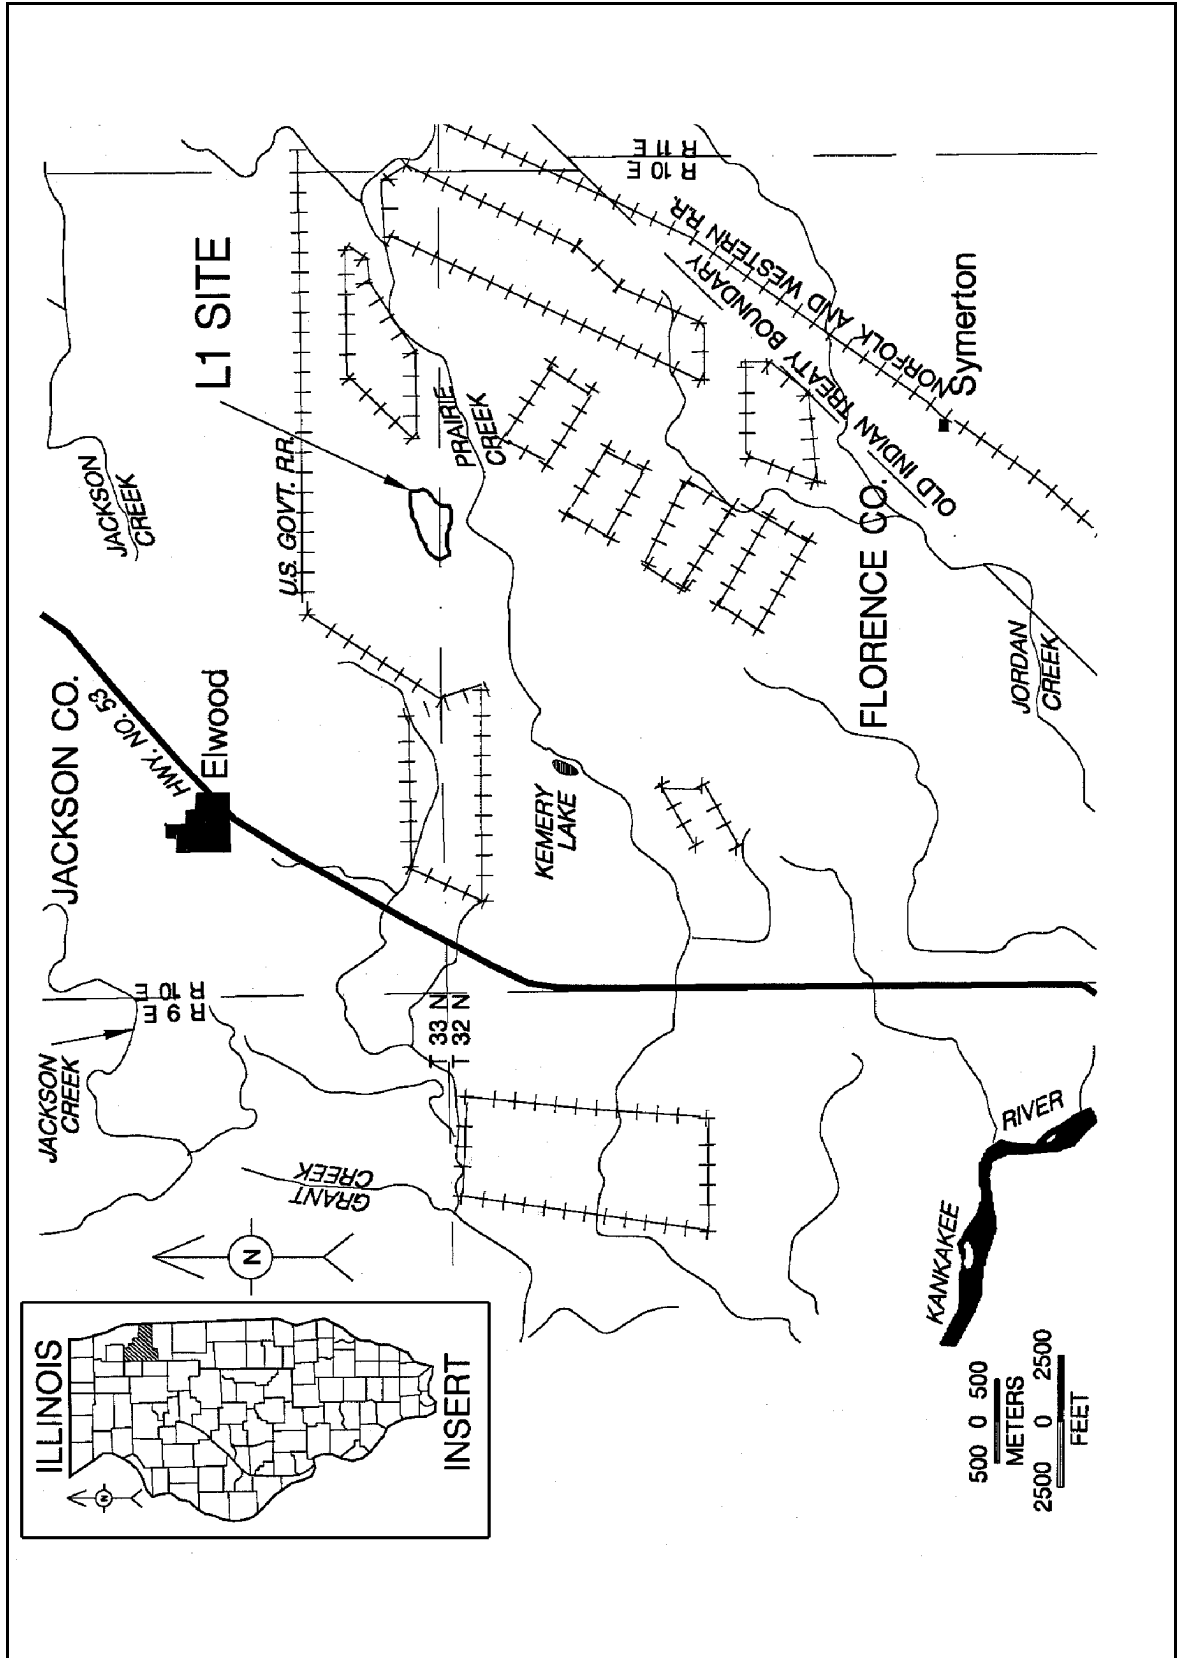 JACKSON
CREEK
JACKSON CO.
HWY. NO. 53
Elwood
JACKSON
CREEK
R 9 E
R 10 E
L1 SITE
U.S. GOVT. R.R.
PRAIRIE
CREEK
R 10 E
R 11 E
T 33 N
T 32 N
GRANT
CREEK
KEMERY
LAKE
NORFOLK AND WESTERN R.R.
OLD INDIAN TREATY BOUNDARY
Symerton
FLORENCE CO.
JORDAN
CREEK
KANKAKEE
RIVER
N
ILLINOIS
N
INSERT
500 0 500
METERS
2500 0 2500
FEET